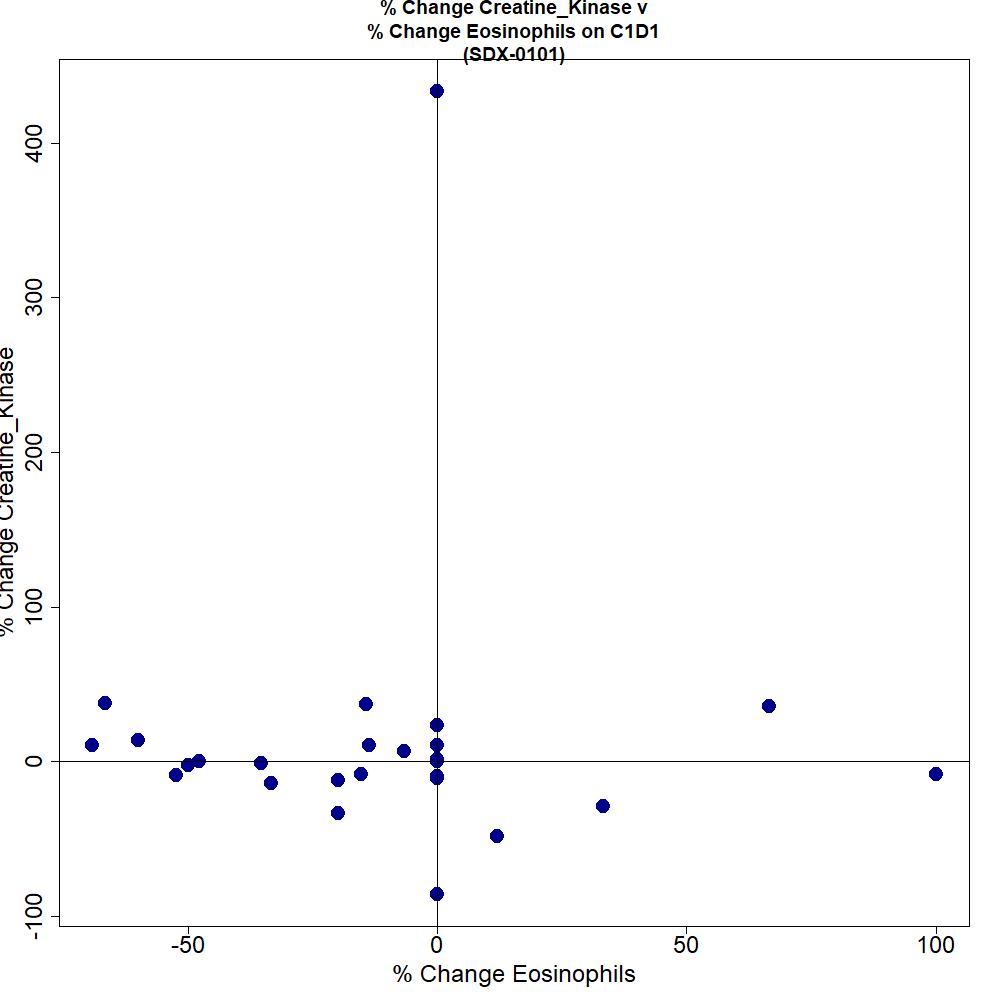 % Change Creatine_Kinase v
% Change Eosinophils on C1D1
(SDX-0101)
% Change Creatine_Kinase
400
300
200
100
0
-100
-50
0
50
100
% Change Eosinophils